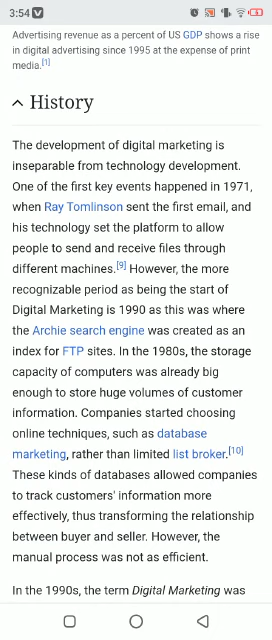 3:54
Advertising revenue as a percent of US GDP shows a rise
in digital advertising since 1995 at the expense of print
media.[1]
History
The development of digital marketing is
inseparable from technology development.
One of the first key events happened in 1971,
when Ray Tomlinson sent the first email, and
his technology set the platform to allow
people to send and receive files through
different machines.[9] However, the more
recognizable period as being the start of
Digital Marketing is 1990 as this was where
the Archie search engine was created as an
index for FTP sites. In the 1980s, the storage
capacity of computers was already big
enough to store huge volumes of customer
information. Companies started choosing
online techniques, such as database
marketing, rather than limited list broker.[10]
These kinds of databases allowed companies
to track customers' information more
effectively, thus transforming the relationship
between buyer and seller. However, the
manual process was not as efficient.
In the 1990s, the term Digital Marketing was